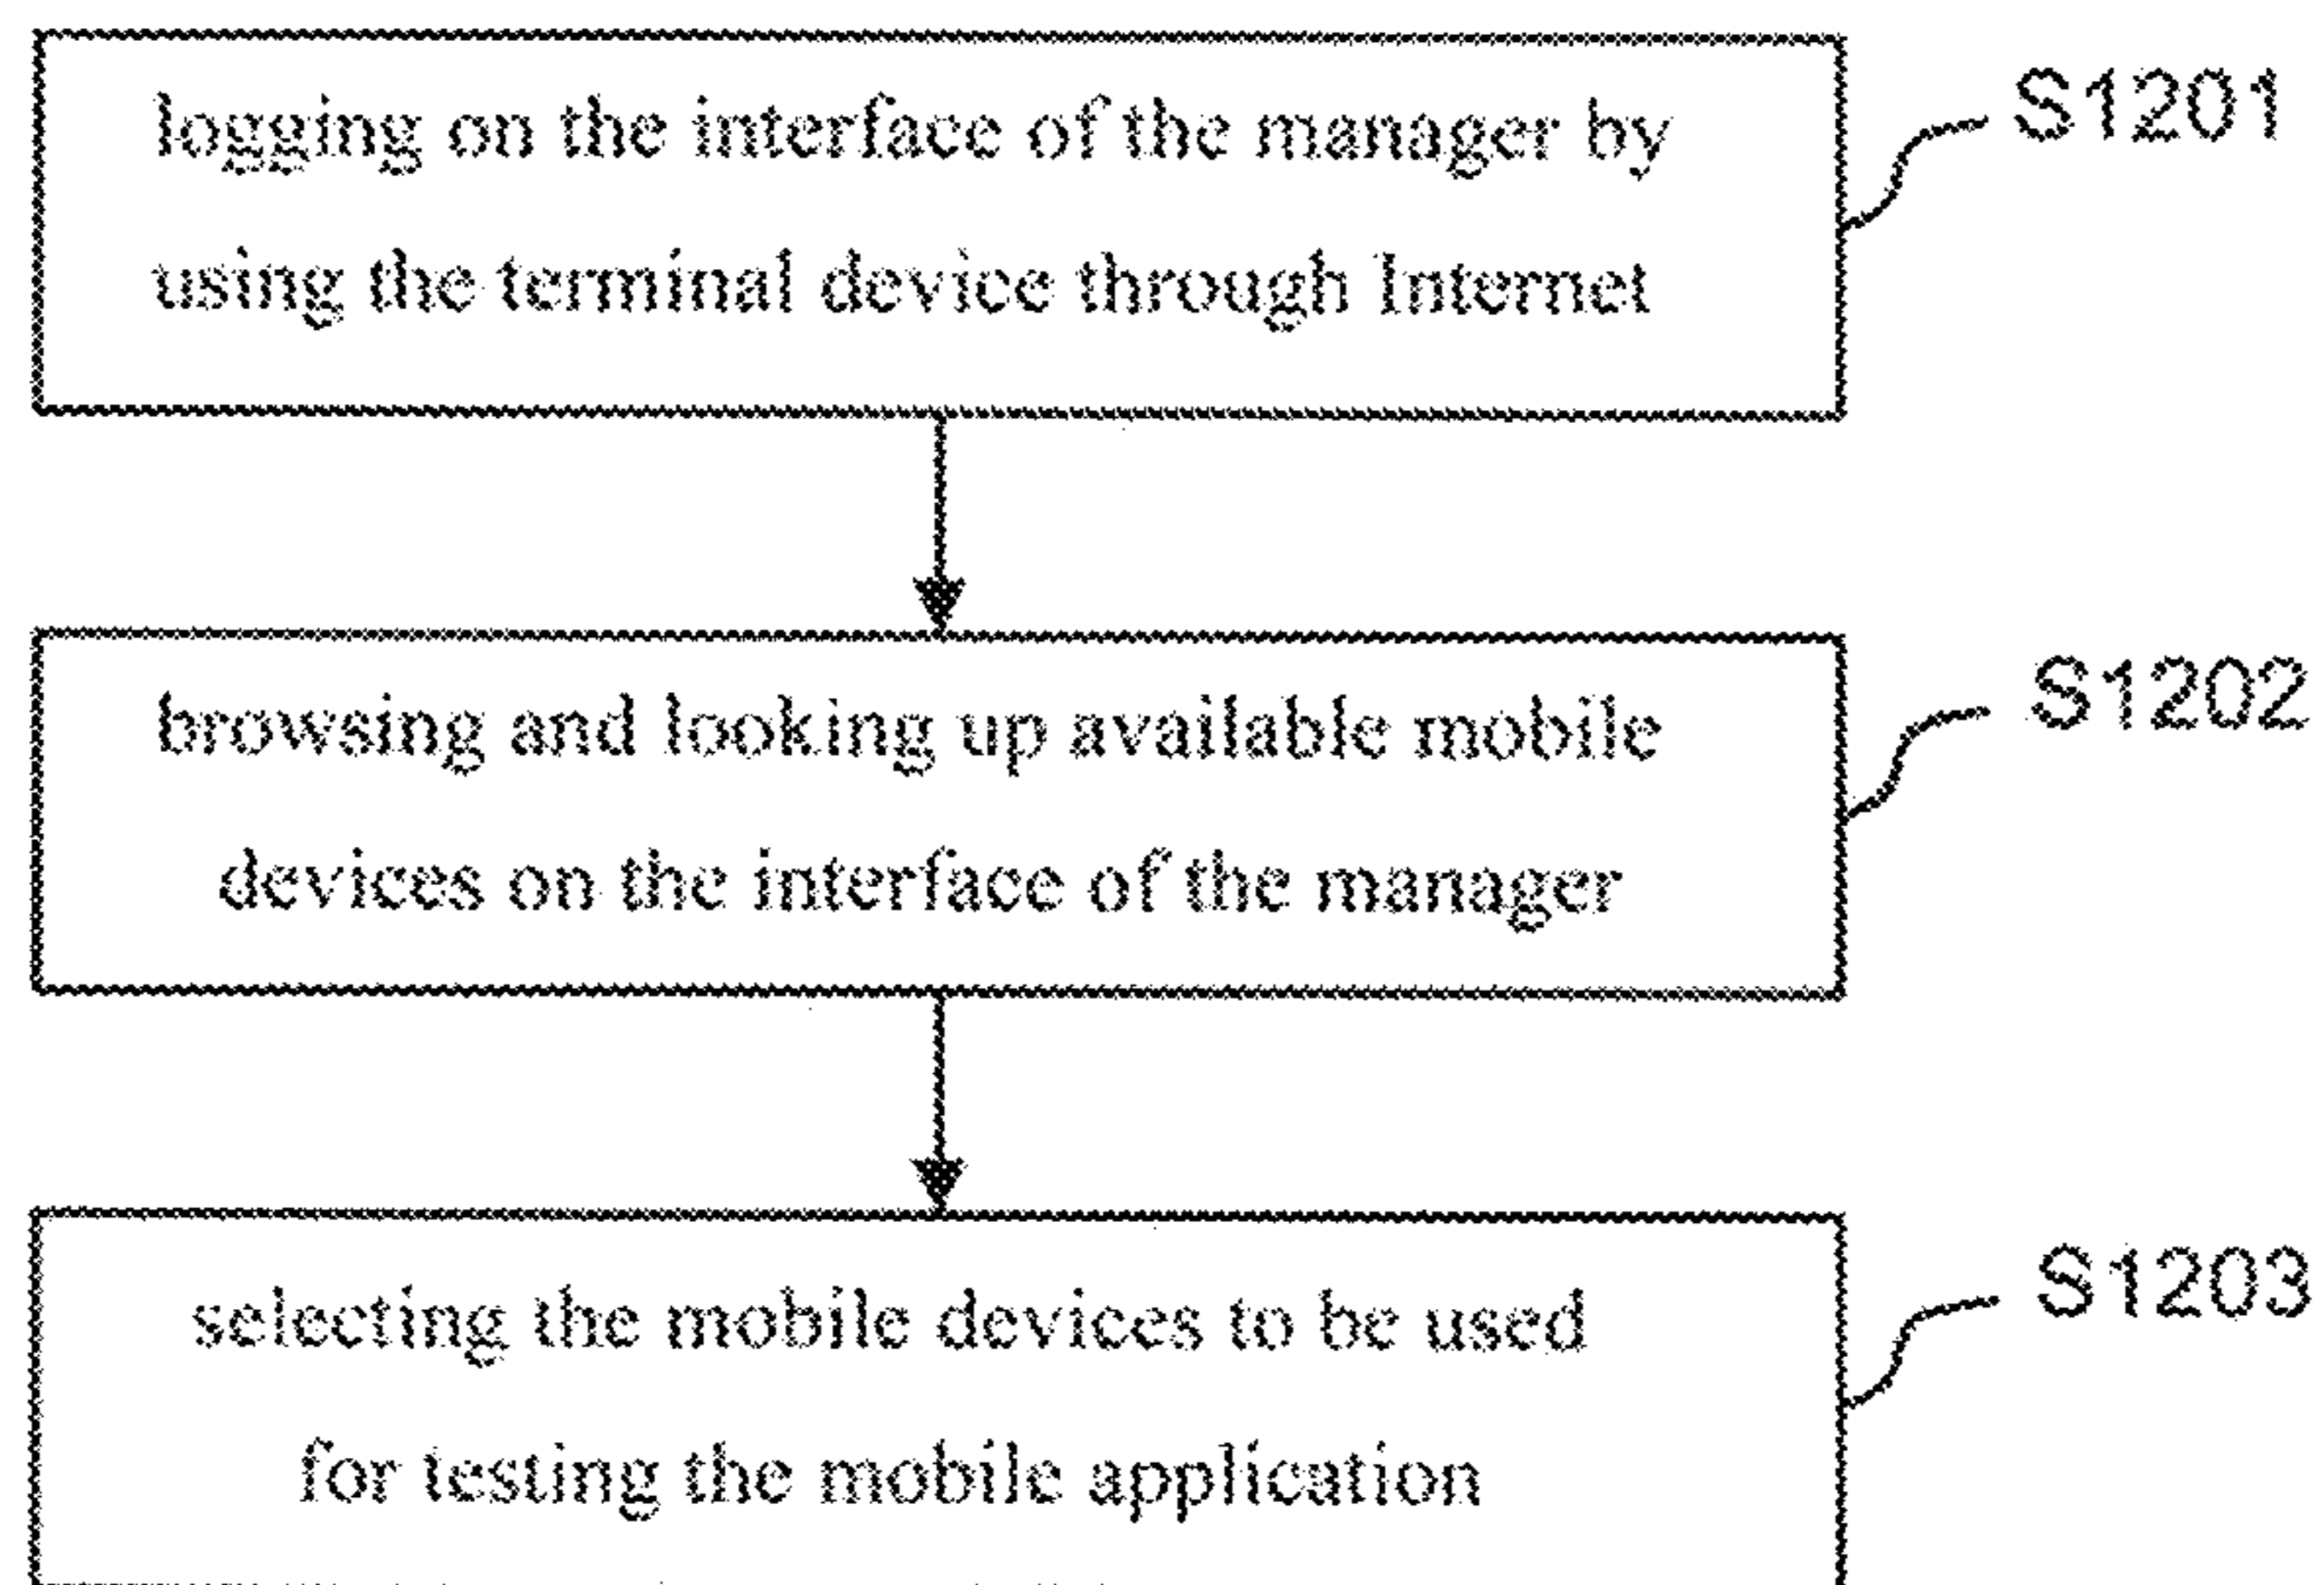 logging on the interface of the manager by
using the terminal device through Internet
S1201
browsing and looking up available mobile
devices on the interface of the manager
S1202
selecting the mobile devices to be used
for testing the mobile application
S1203